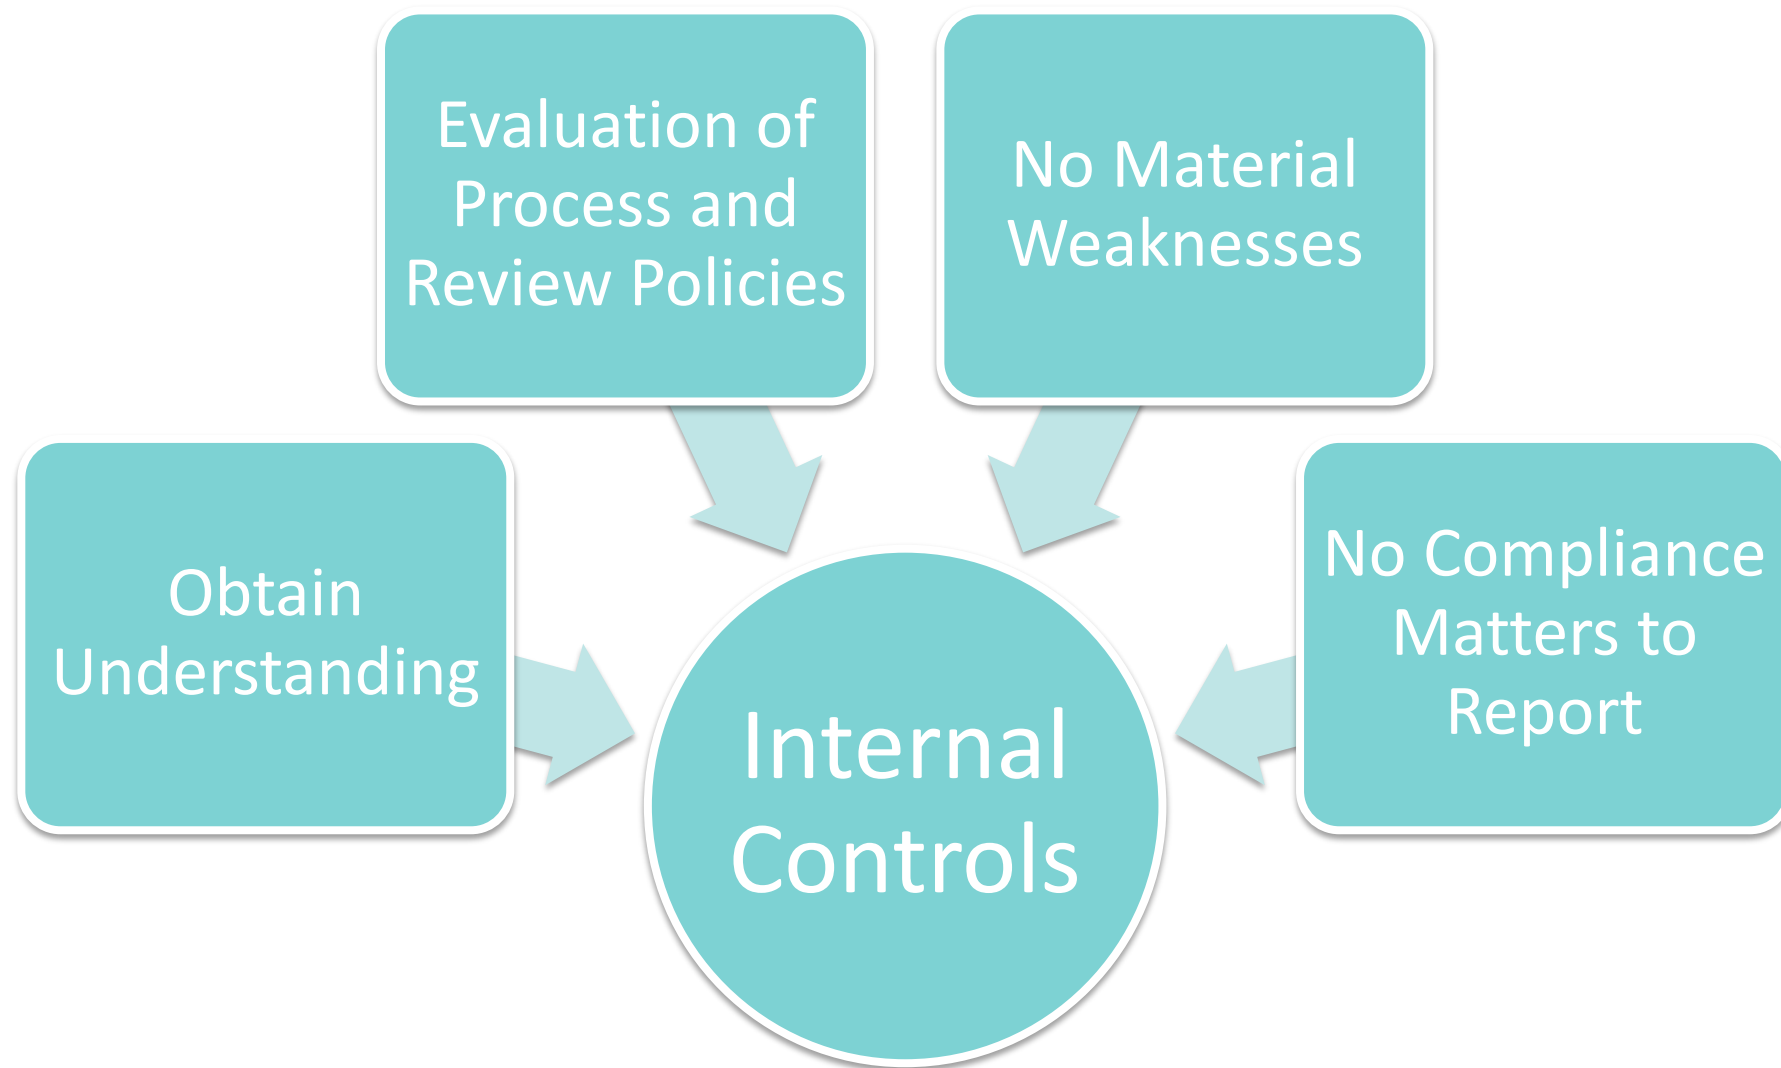 Evaluation of
Process and
Review Policies
No Material
Weaknesses
Obtain
Understanding
No Compliance
Matters to
Report
Internal
Controls